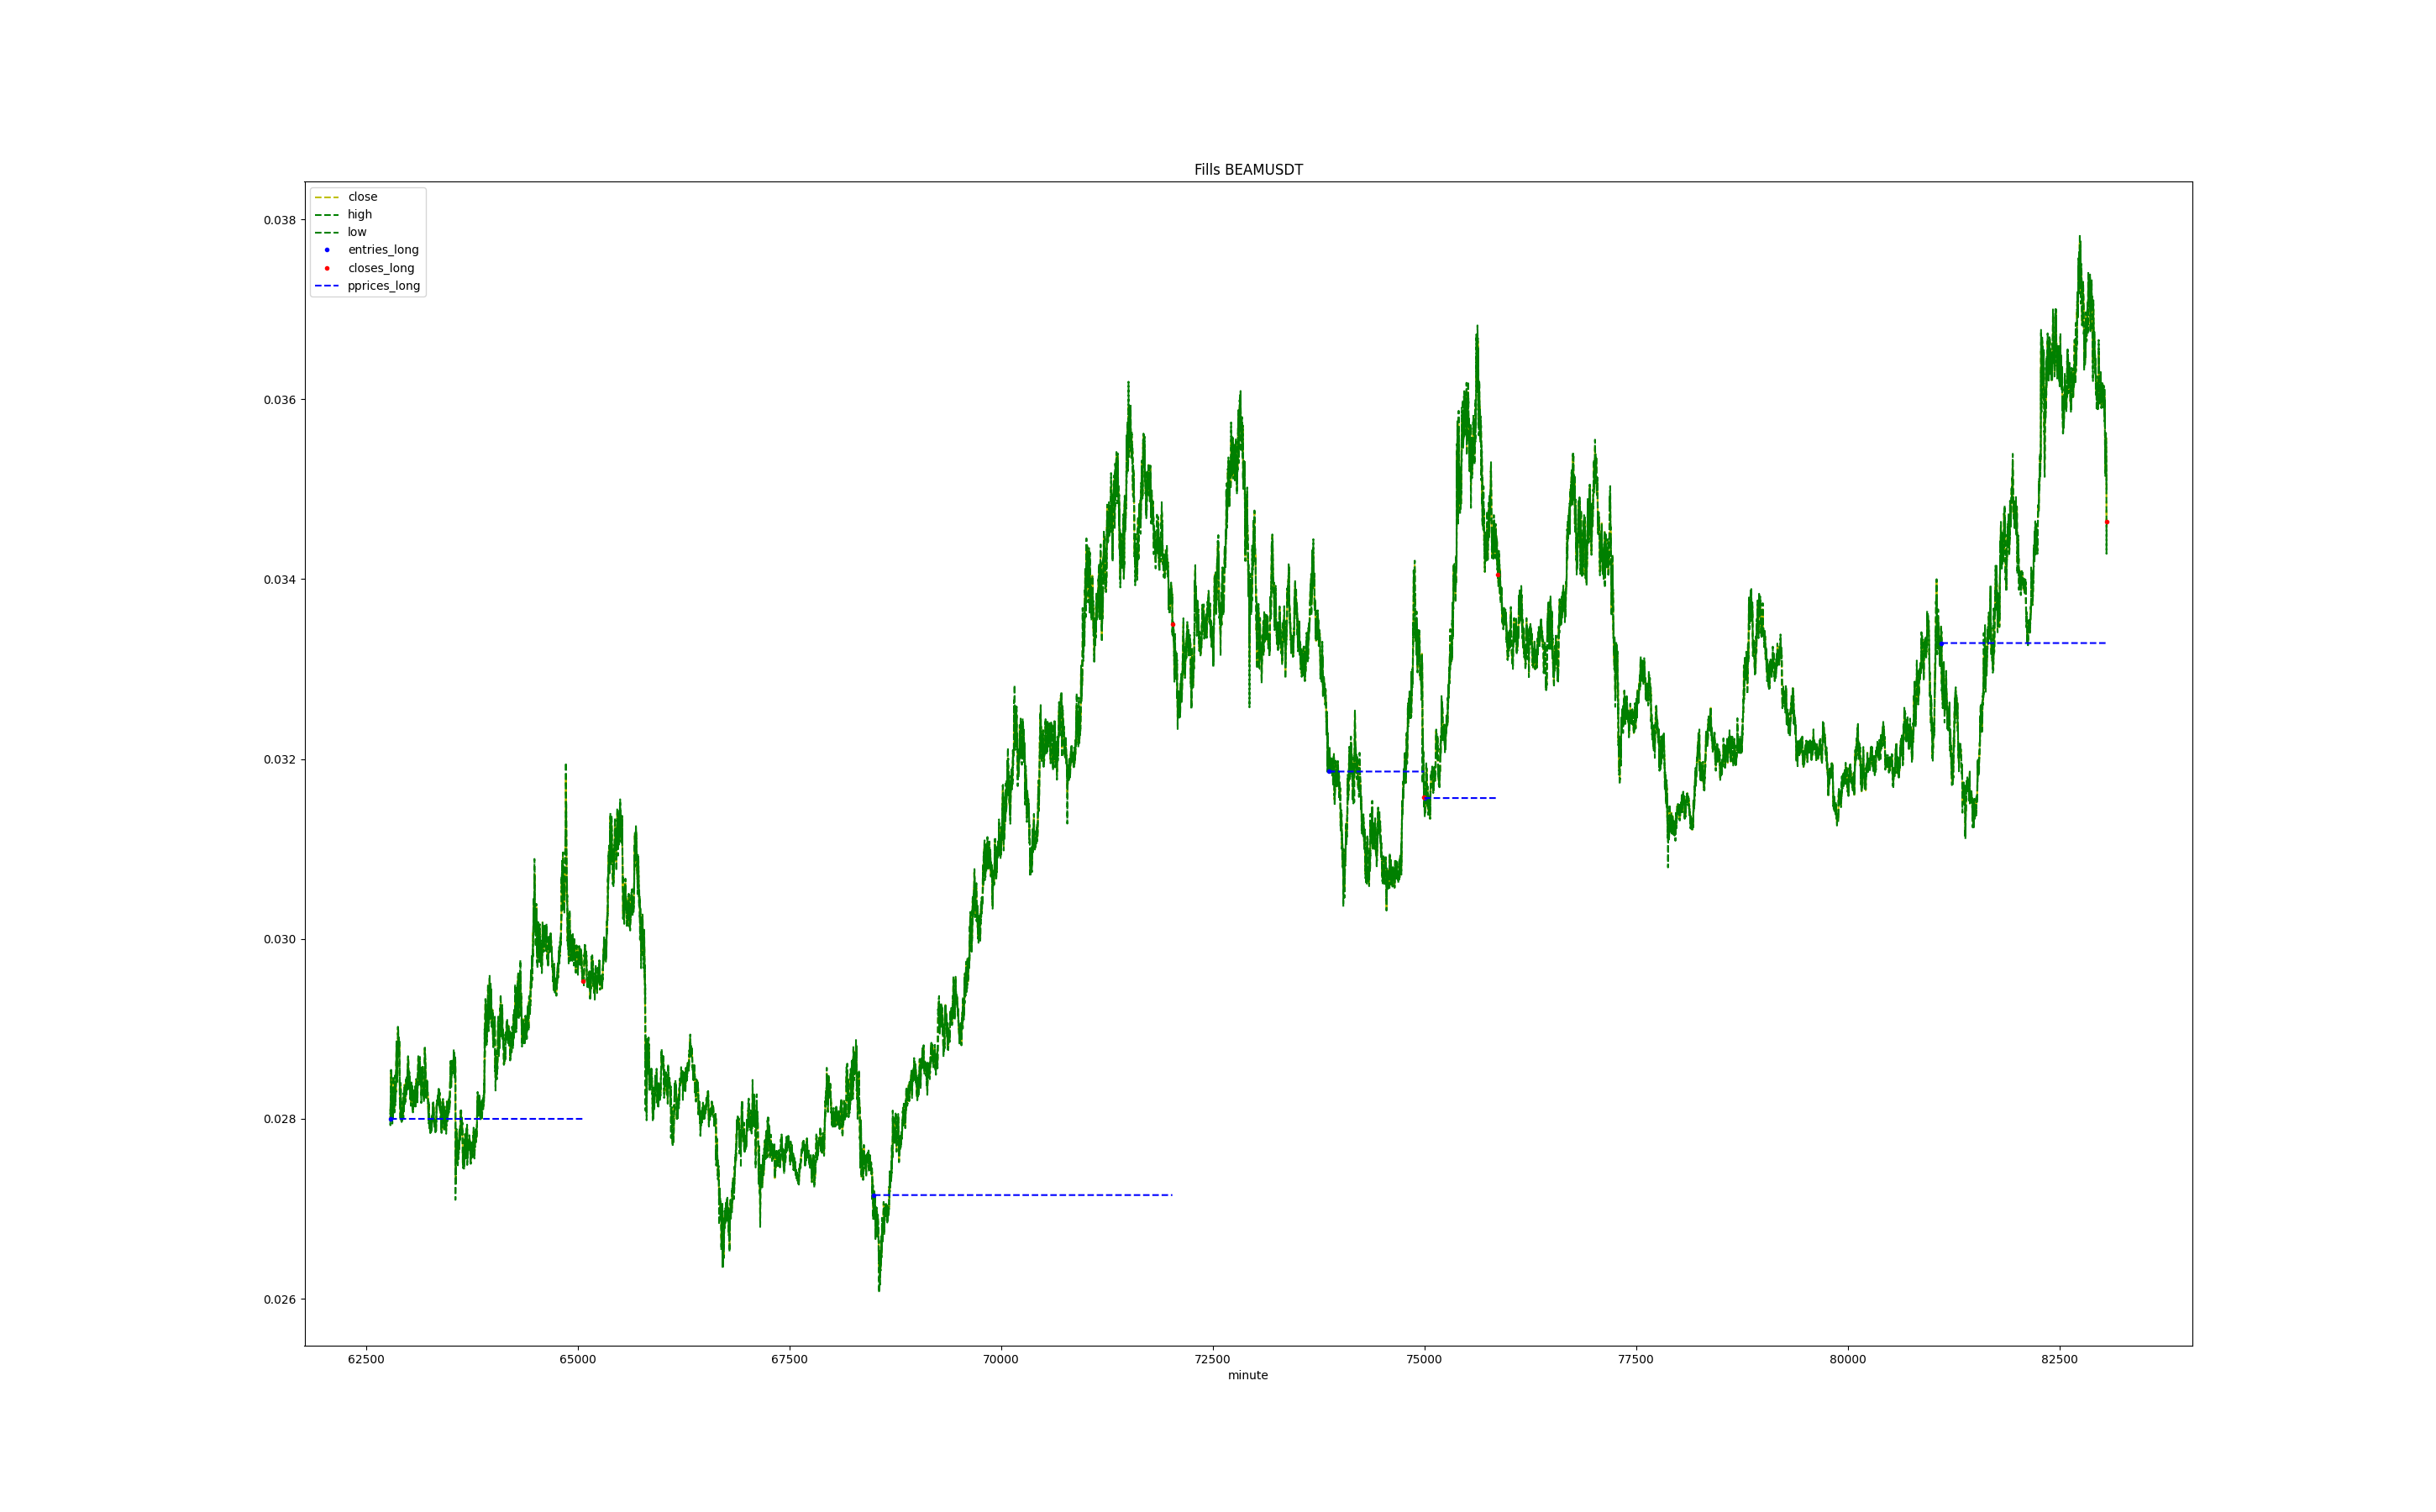 Fills BEAMUSDT
close
high
low
entries_long
closes_long
pprices_long
0.038
0.036
0.034
0.032
0.030
0.028
0.026
62500 65000 67500 70000 72500 75000 77500 80000 82500
minute